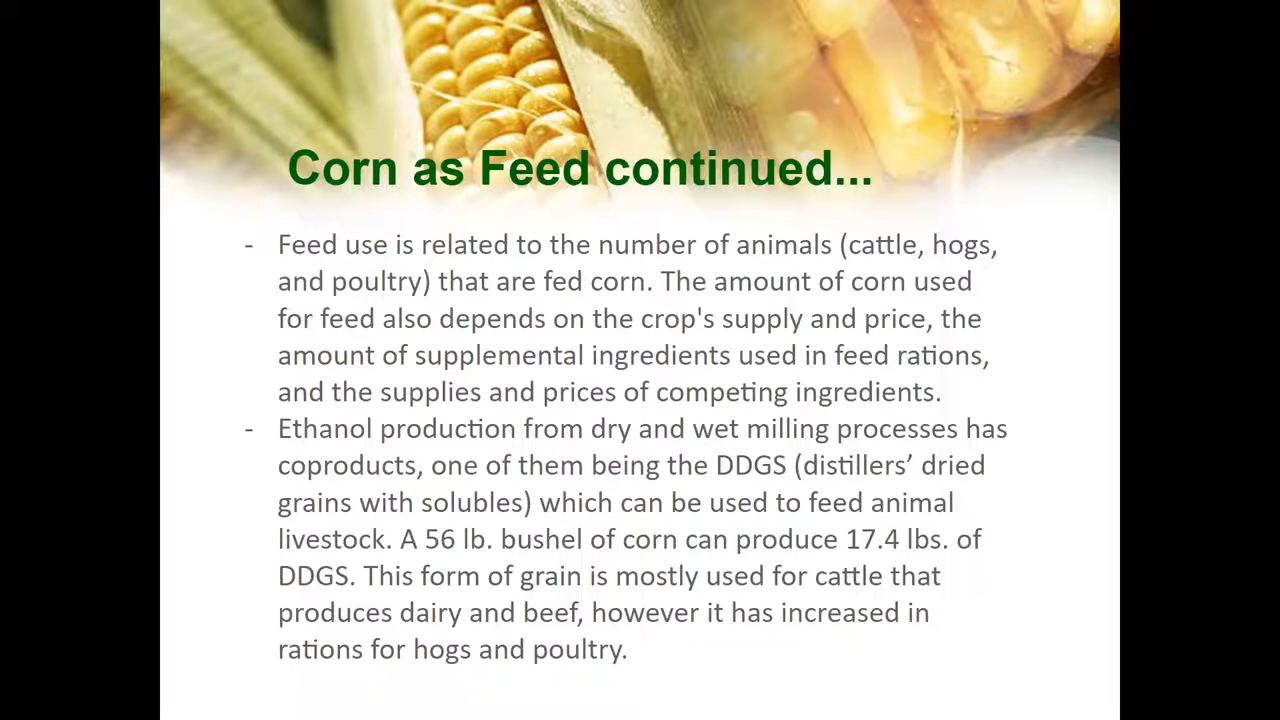 Corn as Feed continued...
- Feed use is related to the number of animals (cattle, hogs,
and poultry) that are fed corn. The amount of corn used
for feed also depends on the crop's supply and price, the
amount of supplemental ingredients used in feed rations,
and the supplies and prices of competing ingredients.
- Ethanol production from dry and wet milling processes has
coproducts, one of them being the DDGS (distillers’ dried
grains with solubles) which can be used to feed animal
livestock. A 56 lb. bushel of corn can produce 17.4 lbs. of
DDGS. This form of grain is mostly used for cattle that
produces dairy and beef, however it has increased in
rations for hogs and poultry.